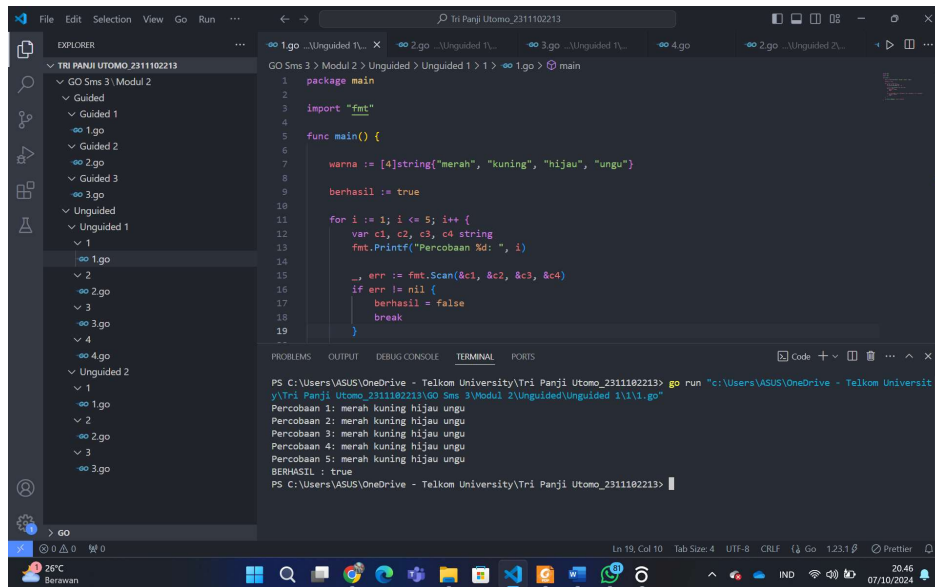 File Edit Selection View Go Run ···
Tri Panji Utomo_2311102213
EXPLORER
TRI PANJI UTOMO_2311102213
GO Sms 3 \ Modul 2
Guided
Guided 1
1.go
Guided 2
2.go
Guided 3
3.go
Unguided
Unguided 1
1
1.go
2
2.go
3
3.go
4
4.go
Unguided 2
1
1.go
2
2.go
3
3.go
GO
1.go ...\Unguided 1\... 2.go ...\Unguided 1\... 3.go ...\Unguided 1\... 4.go 2.go ...\Unguided 2\...
GO Sms 3 > Modul 2 > Unguided > Unguided 1 > 1 > 1.go > main
1 package main
2
3 import "fmt"
4
5 func main() {
6
7 warna := [4]string{"merah", "kuning", "hijau", "ungu"}
8
9 berhasil := true
10
11 for i := 1; i <= 5; i++ {
12 var c1, c2, c3, c4 string
13 fmt.Printf("Percobaan %d: ", i)
14
15 _, err := fmt.Scan(&c1, &c2, &c3, &c4)
16 if err != nil {
17 berhasil = false
18 break
19 }
PROBLEMS OUTPUT DEBUG CONSOLE TERMINAL PORTS Code
PS C:\Users\ASUS\OneDrive - Telkom University\Tri Panji Utomo_2311102213> go run "c:\Users\ASUS\OneDrive - Telkom Universit
y\Tri Panji Utomo_2311102213\GO Sms 3\Modul 2\Unguided\Unguided 1\1\1.go"
Percobaan 1: merah kuning hijau ungu
Percobaan 2: merah kuning hijau ungu
Percobaan 3: merah kuning hijau ungu
Percobaan 4: merah kuning hijau ungu
Percobaan 5: merah kuning hijau ungu
BERHASIL : true
PS C:\Users\ASUS\OneDrive - Telkom University\Tri Panji Utomo_2311102213>
0 0 0 Ln 19, Col 10 Tab Size: 4 UTF-8 CRLF Go 1.23.1 Prettier
26°C
Berawan
IND
20.46
07/10/2024